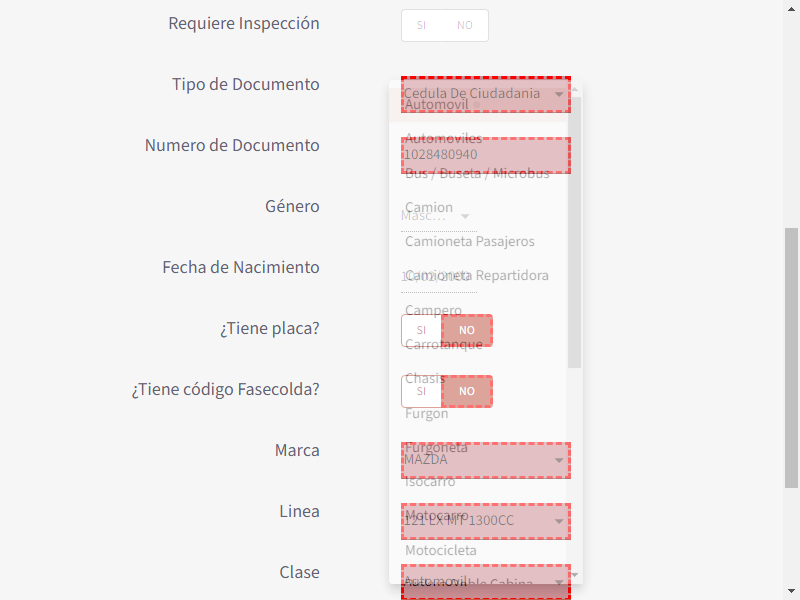 Requiere Inspección
SI NO
Tipo de Documento
Cedula De Ciudadania
Automovil
Automoviles
Numero de Documento
1028480940
Bus / Buseta / Microbus
Género
Camion
Masc...
Camioneta Pasajeros
Fecha de Nacimiento
Camioneta Repartidora
Campero
¿Tiene placa?
SI NO
Carrotanque
Chasis
¿Tiene código Fasecolda?
SI NO
Furgon
Furgoneta
Marca
MAZDA
Isocarro
Linea
Motocarro
121 LX MT 1300CC
Motocicleta
Clase
Automovil
Cabina